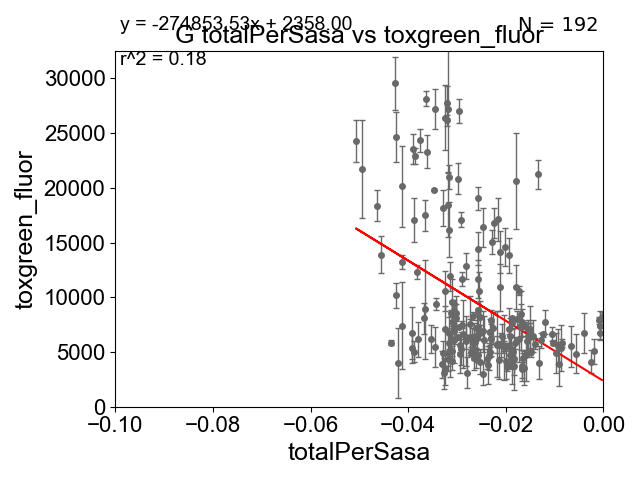 y = -274853.53x + 2358.00
N = 192
G totalPerSasa vs toxgreen_fluor
r^2 = 0.18
toxgreen_fluor
30000
25000
20000
15000
10000
5000
0
−0.10 −0.08 −0.06 −0.04 −0.02 0.00
totalPerSasa